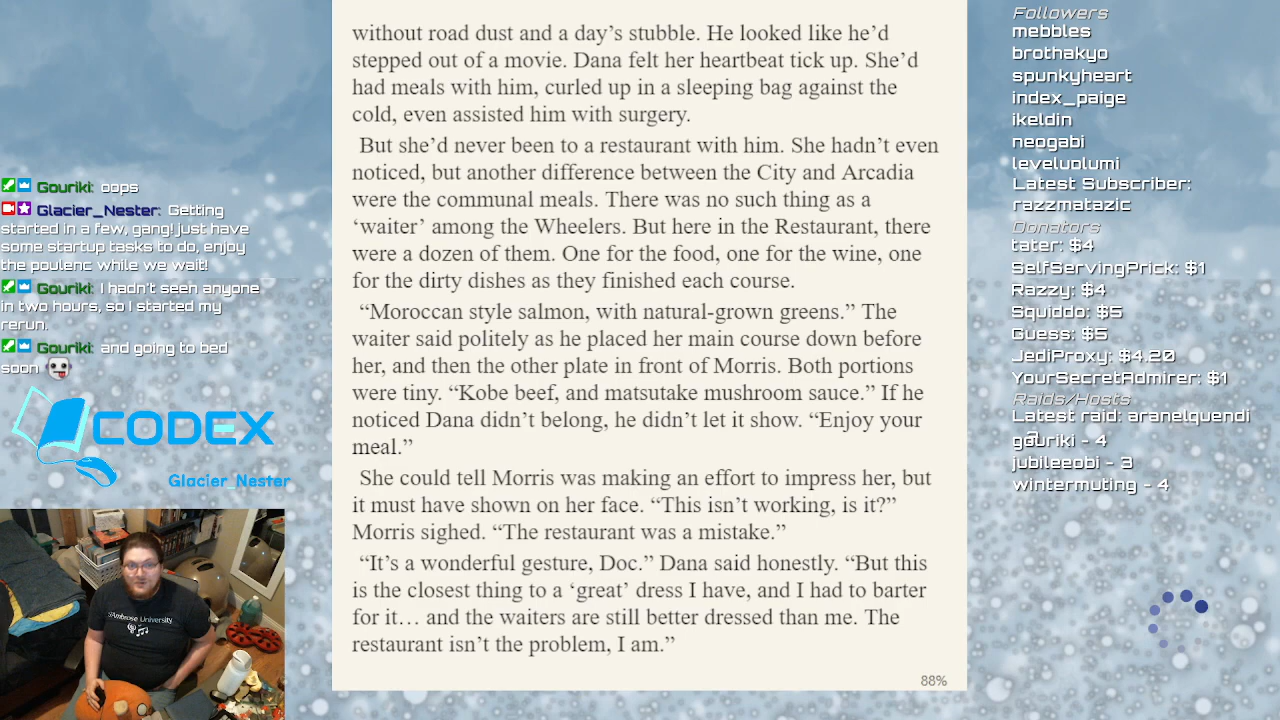 Gouriki: oops
Glacier_Nester: Getting
started in a few, gang! just have
some startup tasks to do, enjoy
the poulenc while we wait!
Gouriki: I hadn't seen anyone
in two hours, so I started my
rerun.
Gouriki: and going to bed
soon
CODEX
Glacier_Nester
Ambrose University
without road dust and a day’s stubble. He looked like he’d
stepped out of a movie. Dana felt her heartbeat tick up. She’d
had meals with him, curled up in a sleeping bag against the
cold, even assisted him with surgery.
But she’d never been to a restaurant with him. She hadn’t even
noticed, but another difference between the City and Arcadia
were the communal meals. There was no such thing as a
‘waiter’ among the Wheelers. But here in the Restaurant, there
were a dozen of them. One for the food, one for the wine, one
for the dirty dishes as they finished each course.
“Moroccan style salmon, with natural-grown greens.” The
waiter said politely as he placed her main course down before
her, and then the other plate in front of Morris. Both portions
were tiny. “Kobe beef, and matsutake mushroom sauce.” If he
noticed Dana didn’t belong, he didn’t let it show. “Enjoy your
meal.”
She could tell Morris was making an effort to impress her, but
it must have shown on her face. “This isn’t working, is it?”
Morris sighed. “The restaurant was a mistake.”
“It’s a wonderful gesture, Doc.” Dana said honestly. “But this
is the closest thing to a ‘great’ dress I have, and I had to barter
for it… and the waiters are still better dressed than me. The
restaurant isn’t the problem, I am.”
88%
Followers
mebbles
brothakyo
spunkyheart
index_paige
ikeldin
neogabi
leveluplumi
Latest Subscriber:
razzmatazic
Donators
tater: $4
SelfServingPrick: $1
Razzy: $4
Squiddo: $5
Guess: $5
JediProxy: $4.20
YourSecretAdmirer: $1
Raids/Hosts
Latest raid: aranelquendi
gouriki - 4
jubileeobi - 3
wintermuting - 4